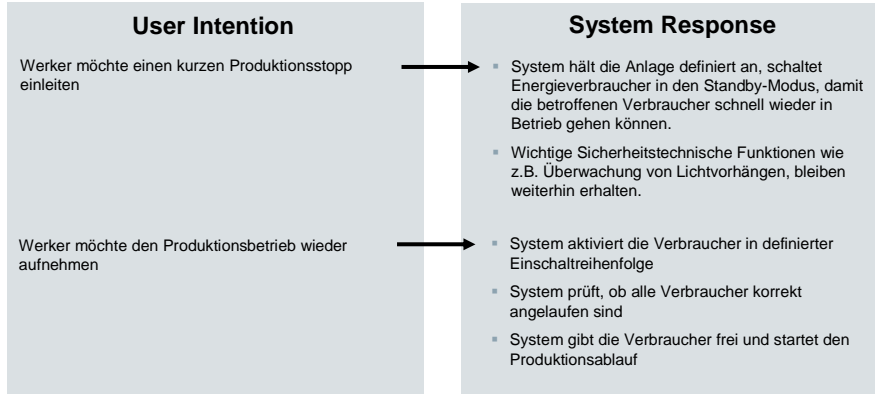 User Intention
Werker möchte einen kurzen Produktionsstopp
einleiten
Werker möchte den Produktionsbetrieb wieder
aufnehmen
System Response
System hält die Anlage definiert an, schaltet
Energieverbraucher in den Standby-Modus, damit
die betroffenen Verbraucher schnell wieder in
Betrieb gehen können.
Wichtige Sicherheitstechnische Funktionen wie
z.B. Überwachung von Lichtvorhängen, bleiben
weiterhin erhalten.
System aktiviert die Verbraucher in definierter
Einschaltreihenfolge
System prüft, ob alle Verbraucher korrekt
angelaufen sind
System gibt die Verbraucher frei und startet den
Produktionsablauf